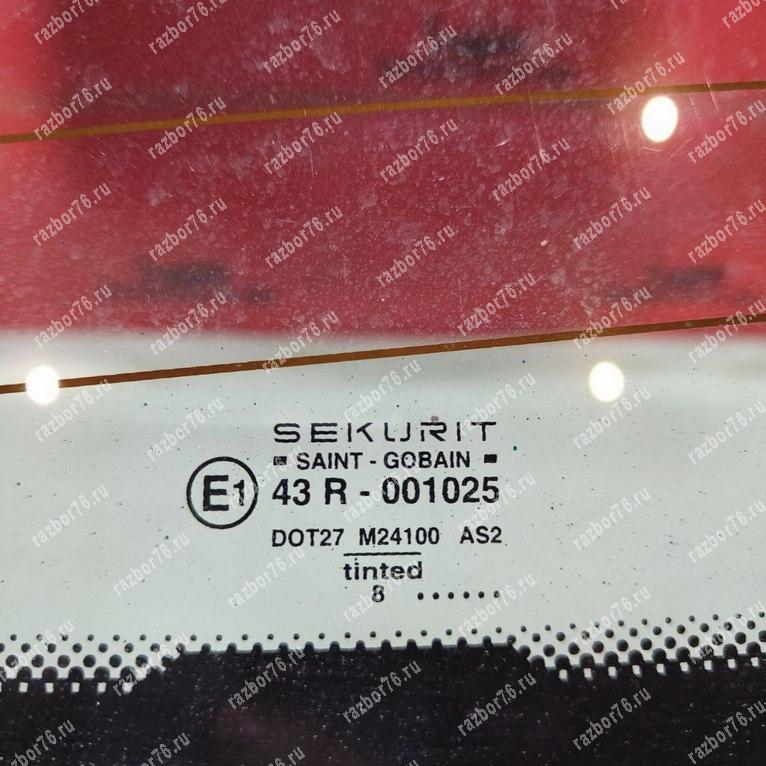 SEKURIT
SAINT - GOBAIN
E1 43 R - 001025
DOT27 M24100 AS2
tinted
8 ......
razbor76.ru